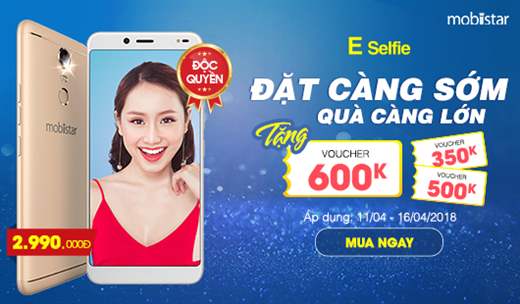 mobiistar
E Selfie
ĐỘC
QUYỀN
ĐẶT CÀNG SỚM
QUÀ CÀNG LỚN
Tặng
VOUCHER
600K
VOUCHER
350K
VOUCHER
500K
mobiistar
Áp dụng: 11/04 - 16/04/2018
2.990.000Đ
MUA NGAY